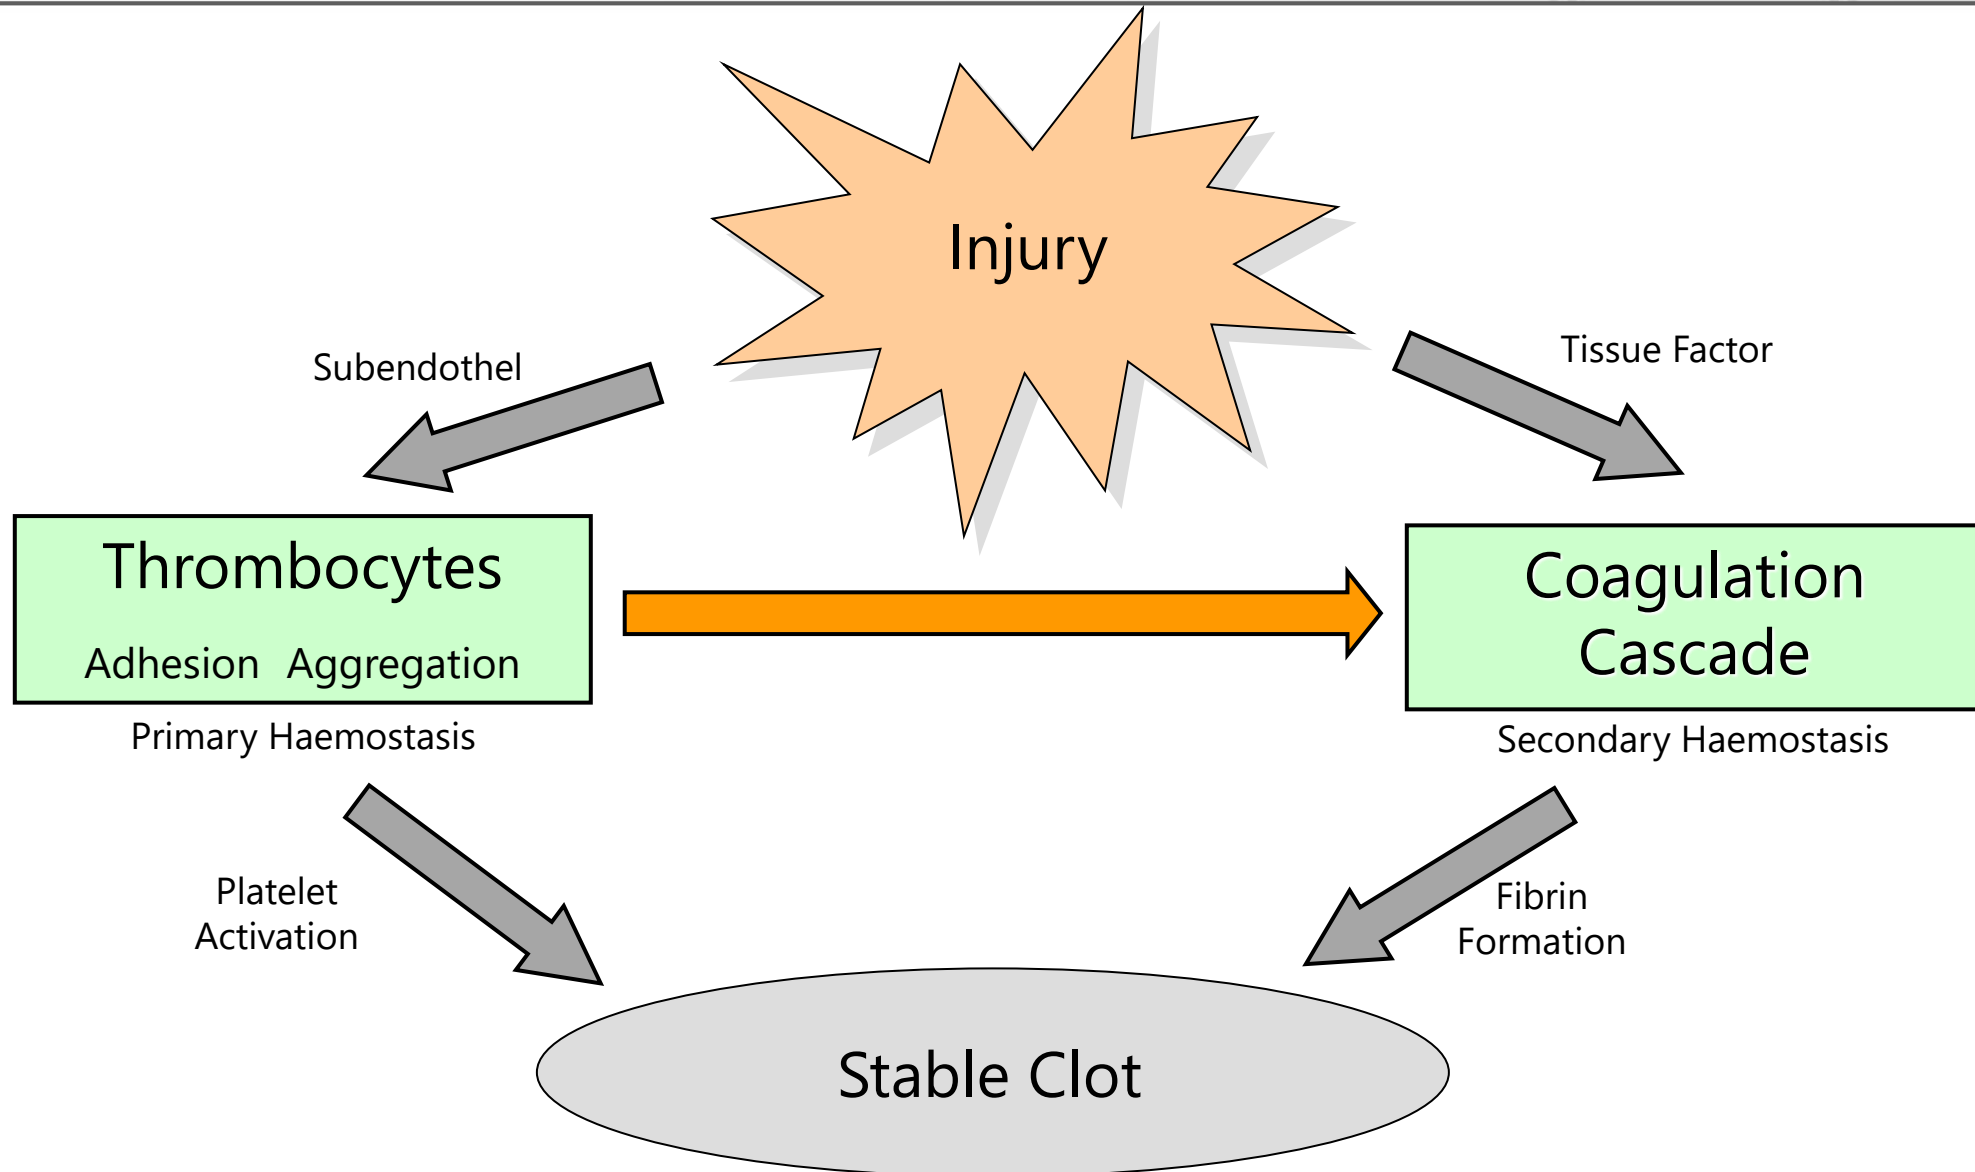 Injury
Subendothel
Tissue Factor
Thrombocytes
Adhesion Aggregation
Primary Haemostasis
Coagulation
Cascade
Secondary Haemostasis
Platelet
Activation
Fibrin
Formation
Stable Clot